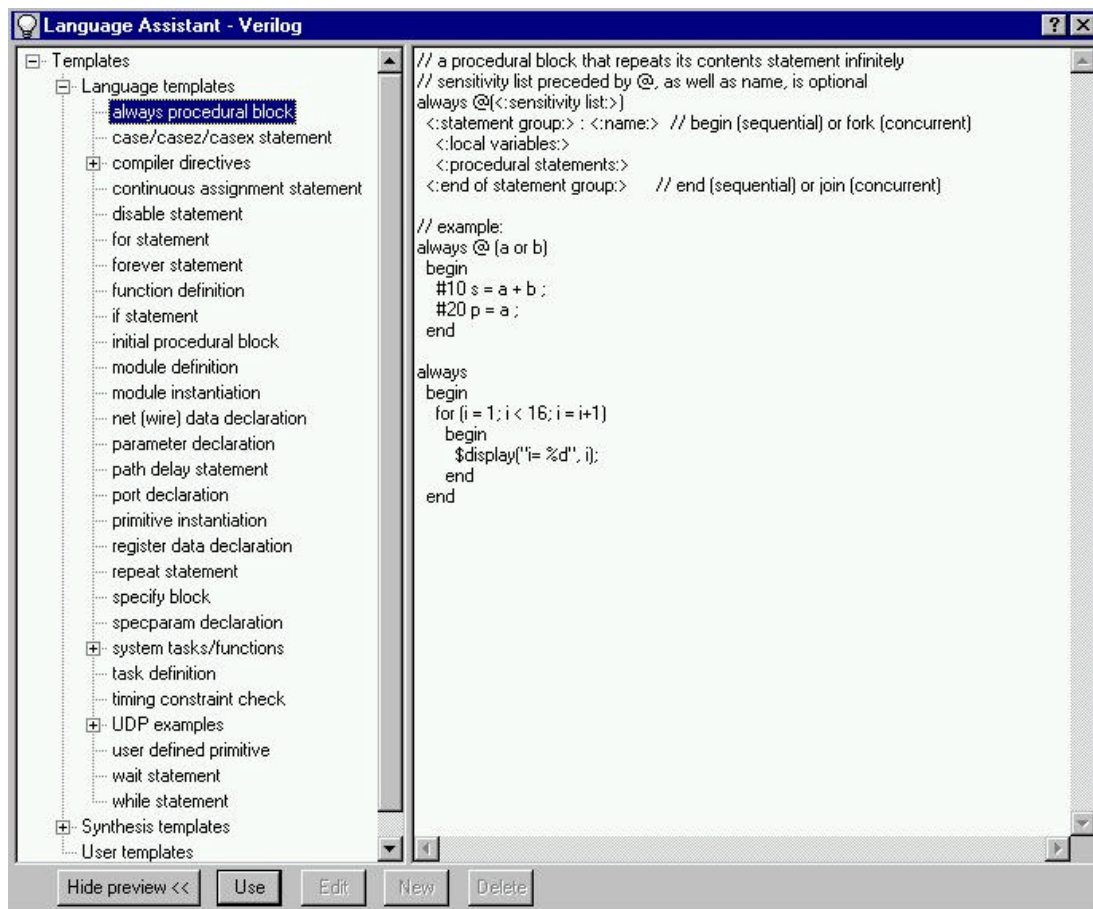 Language Assistant - Verilog
Templates
Language templates
always procedural block
case/casez/casex statement
compiler directives
continuous assignment statement
disable statement
for statement
forever statement
function definition
if statement
initial procedural block
module definition
module instantiation
net (wire) data declaration
parameter declaration
path delay statement
port declaration
primitive instantiation
register data declaration
repeat statement
specify block
specparam declaration
system tasks/functions
task definition
timing constraint check
UDP examples
user defined primitive
wait statement
while statement
Synthesis templates
User templates
// a procedural block that repeats its contents statement infinitely
// sensitivity list preceded by @, as well as name, is optional
always @(<:sensitivity list:>)
<:statement group:> : <:name:> // begin (sequential) or fork (concurrent)
<:local variables:>
<:procedural statements:>
<:end of statement group:> // end (sequential) or join (concurrent)
// example:
always @ (a or b)
begin
#10 s = a + b ;
#20 p = a ;
end
always
begin
for (i = 1; i < 16; i = i+1)
begin
$display("i= %d", i);
end
end
Hide preview << Use Edit New Delete